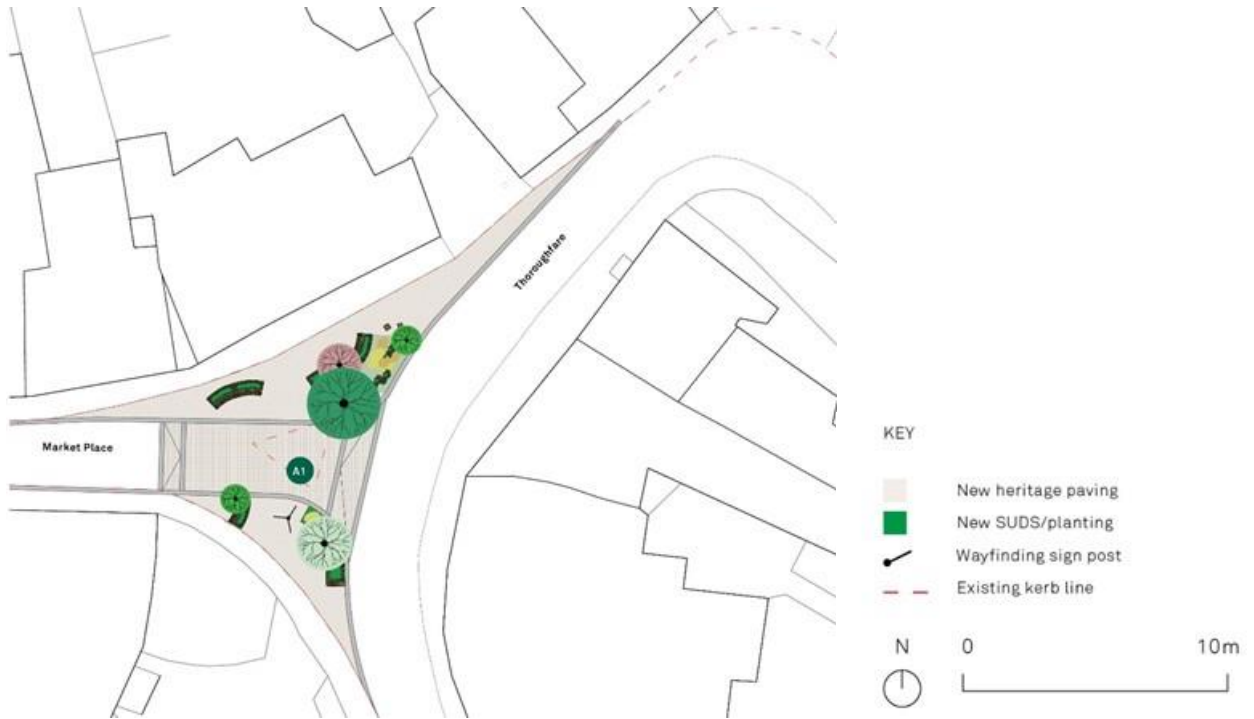 Thoroughfare
Market Place
A1
KEY
New heritage paving
New SUDS/planting
Wayfinding sign post
Existing kerb line
N 0 10m